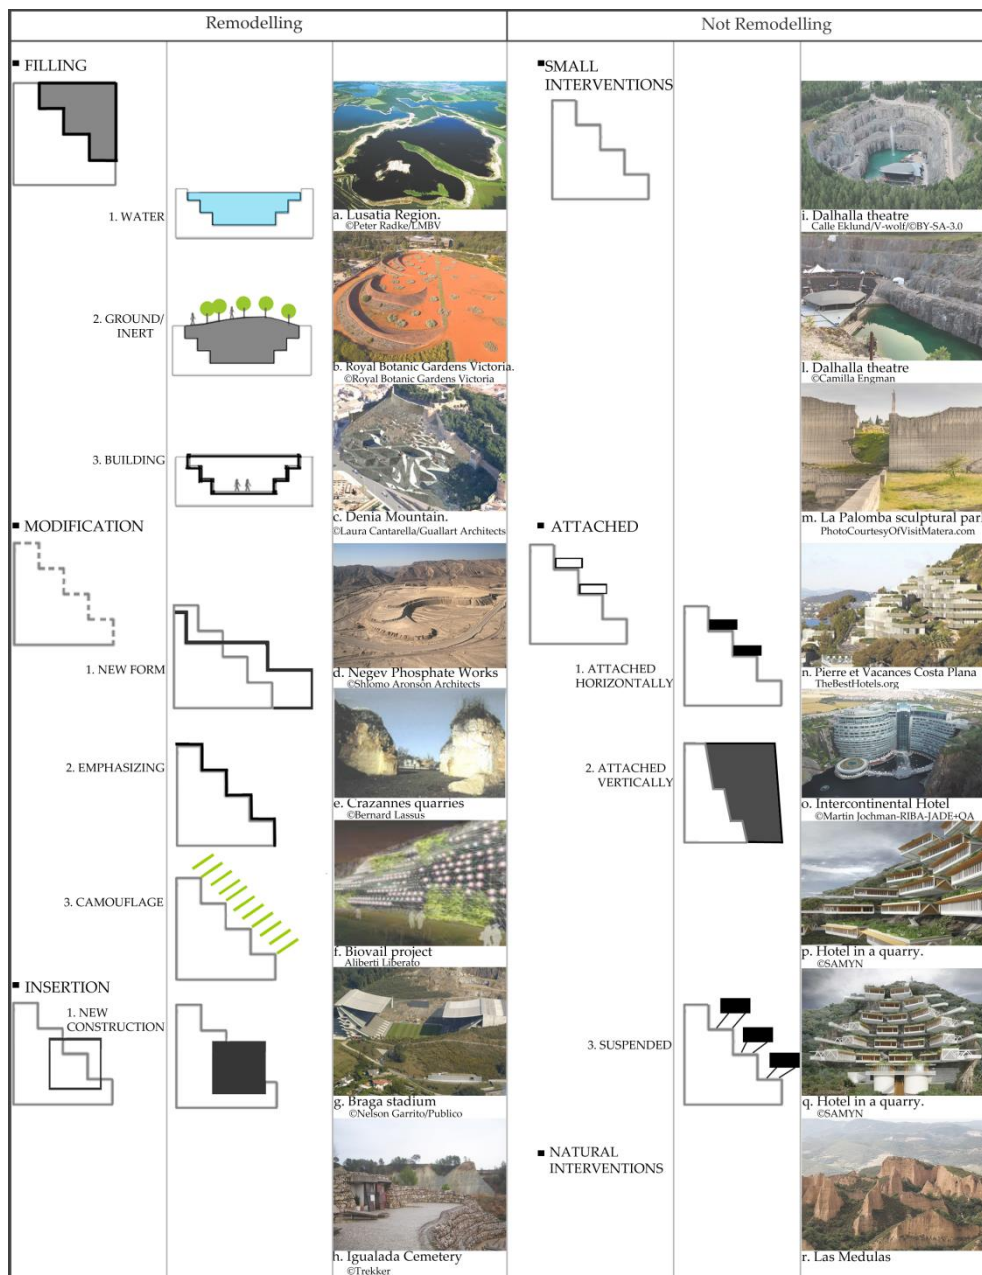 Remodelling
Not Remodelling
■ FILLING
1. WATER
a. Lusatia Region.
©Peter Radke/LMBV
2. GROUND/
INERT
b. Royal Botanic Gardens Victoria.
©Royal Botanic Gardens Victoria
3. BUILDING
c. Denia Mountain.
©Laura Cantarella/Guallart Architects
■ MODIFICATION
1. NEW FORM
d. Negev Phosphate Works
©Shlomo Aronson Architects
2. EMPHASIZING
e. Crazannes quarries
©Bernard Lassus
3. CAMOUFLAGE
f. Biovail project
Aliberti Liberato
■ INSERTION
1. NEW
CONSTRUCTION
g. Braga stadium
©Nelson Garrito/Publico
h. Igualada Cemetery
©Trekker
■ SMALL
INTERVENTIONS
i. Dalhalla theatre
Calle Eklund/V-wolf/©BY-SA-3.0
l. Dalhalla theatre
©Camilla Engman
m. La Palomba sculptural par
PhotoCourtesyOfVisitMatera.com
■ ATTACHED
1. ATTACHED
HORIZONTALLY
n. Pierre et Vacances Costa Plana
TheBestHotels.org
2. ATTACHED
VERTICALLY
o. Intercontinental Hotel
©Martin Jochman-RIBA-JADE+QA
p. Hotel in a quarry.
©SAMYN
3. SUSPENDED
q. Hotel in a quarry.
©SAMYN
■ NATURAL
INTERVENTIONS
r. Las Medulas